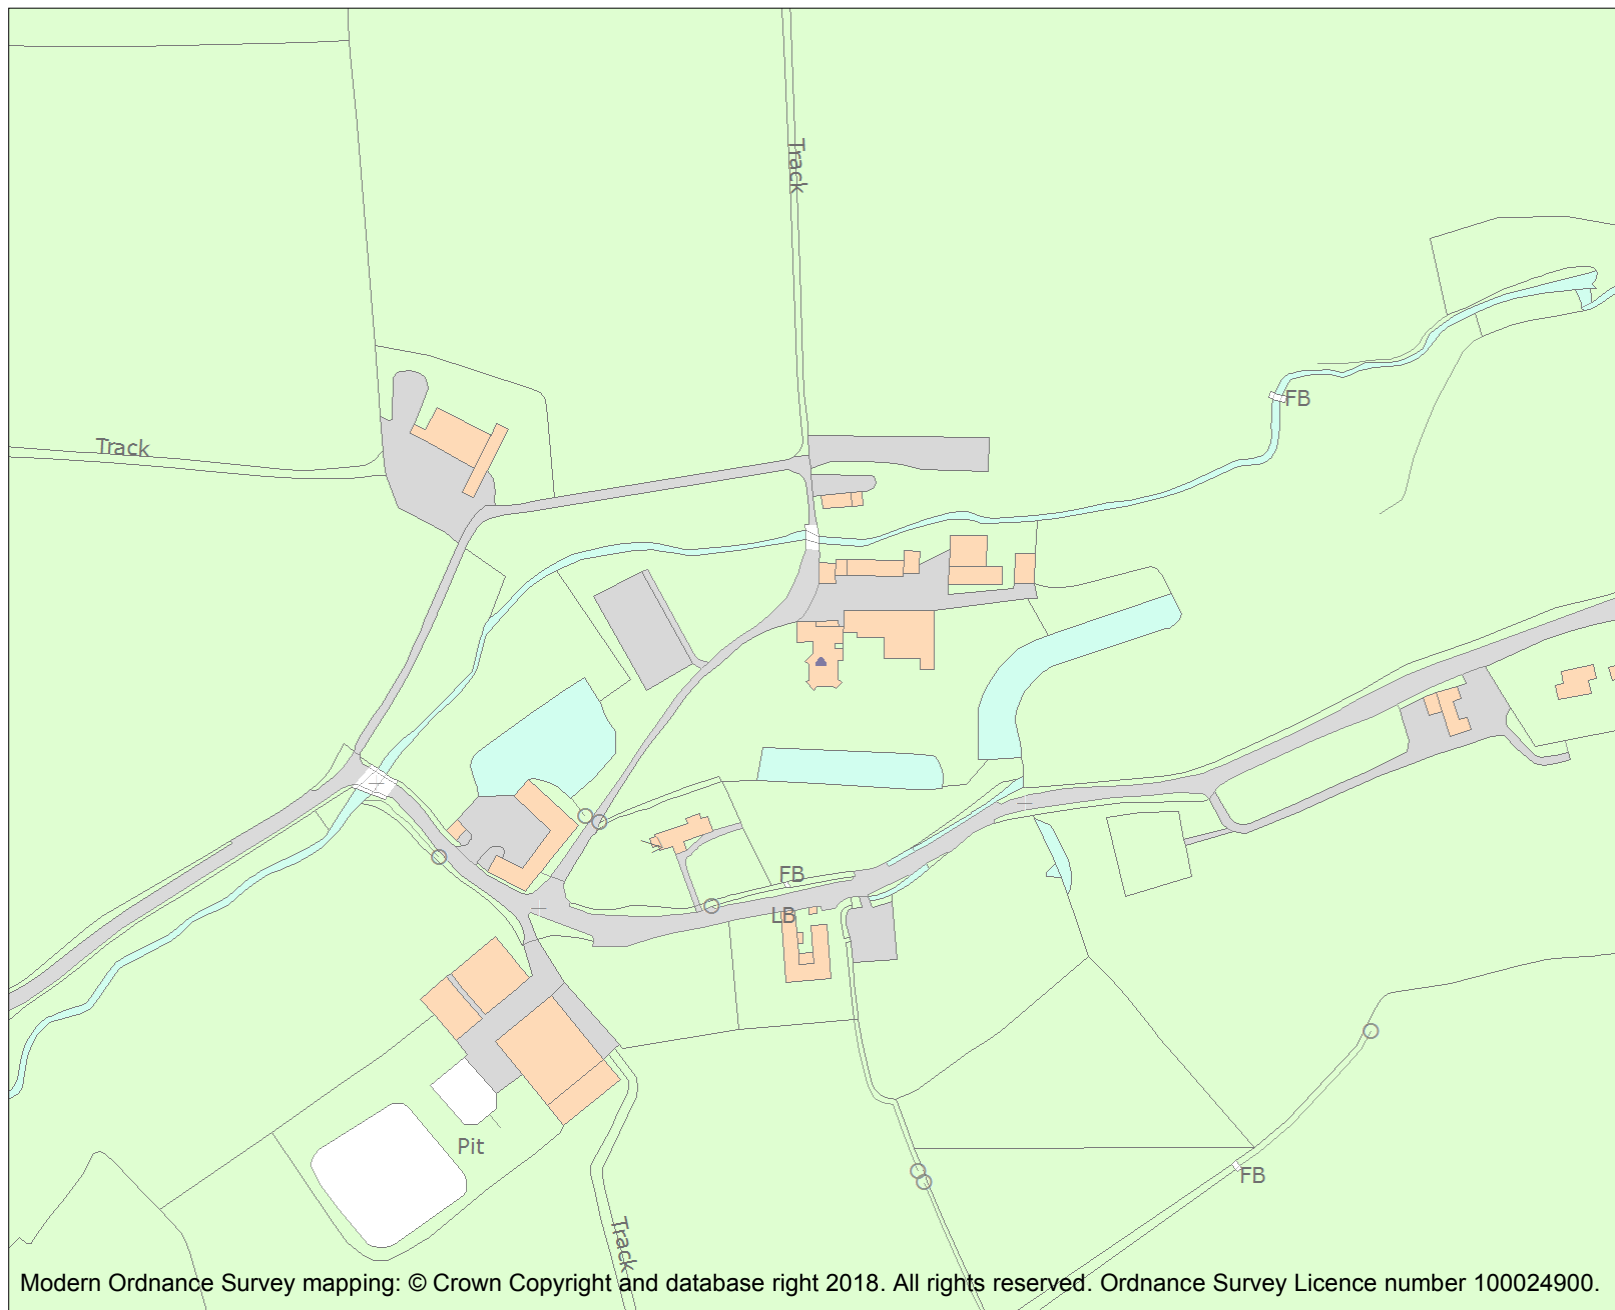 Track
FB
Track
FB
LB
Pit
FB
Track
Modern Ordnance Survey mapping: © Crown Copyright and database right 2018. All rights reserved. Ordnance Survey Licence number 100024900.